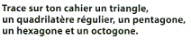 Trace sur ton cahier un triangle,
un quadrilatère régulier, un pentagone,
un hexagone et un octogone.